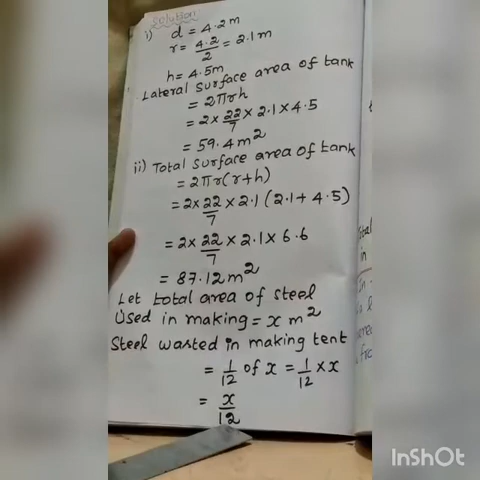 Solution
i) d = 4.2m
r = 4.2/2 = 2.1m
h = 4.5m
Lateral surface area of tank
= 2πrh
= 2 × 22/7 × 2.1 × 4.5
= 59.4 m²
ii) Total surface area of tank
= 2πr(r+h)
= 2 × 22/7 × 2.1 (2.1 + 4.5)
= 2 × 22/7 × 2.1 × 6.6
= 87.12 m²
Let total area of steel
Used in making = x m²
Steel wasted in making tent
= 1/12 of x = 1/12 × x
= x/12
in
InShOt